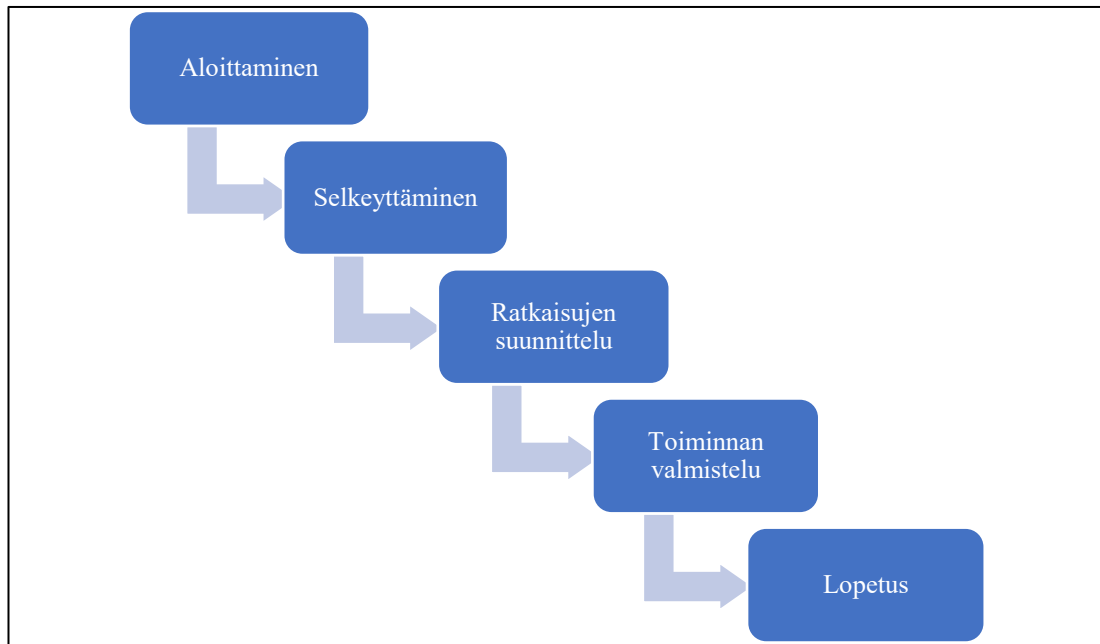 Aloittaminen
Selkeyttäminen
Ratkaisujen
suunnittelu
Toiminnan
valmistelu
Lopetus